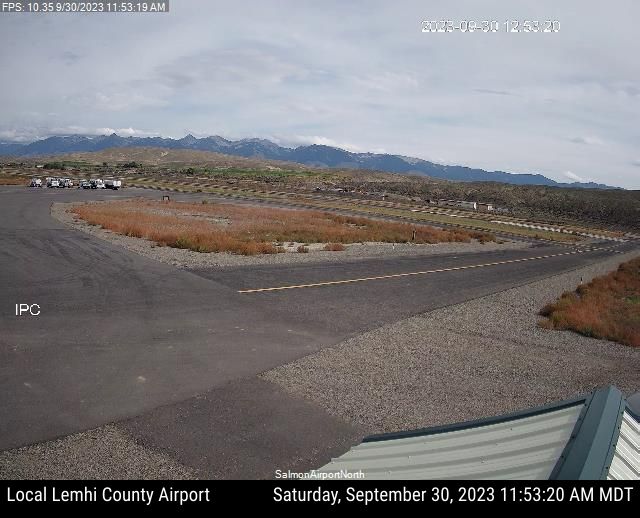 FPS: 10.35 9/30/2023 11:53:19 AM
2023-09-30 12:53:20
IPC
SalmonAirportNorth
Local Lemhi County Airport Saturday, September 30, 2023 11:53:20 AM MDT